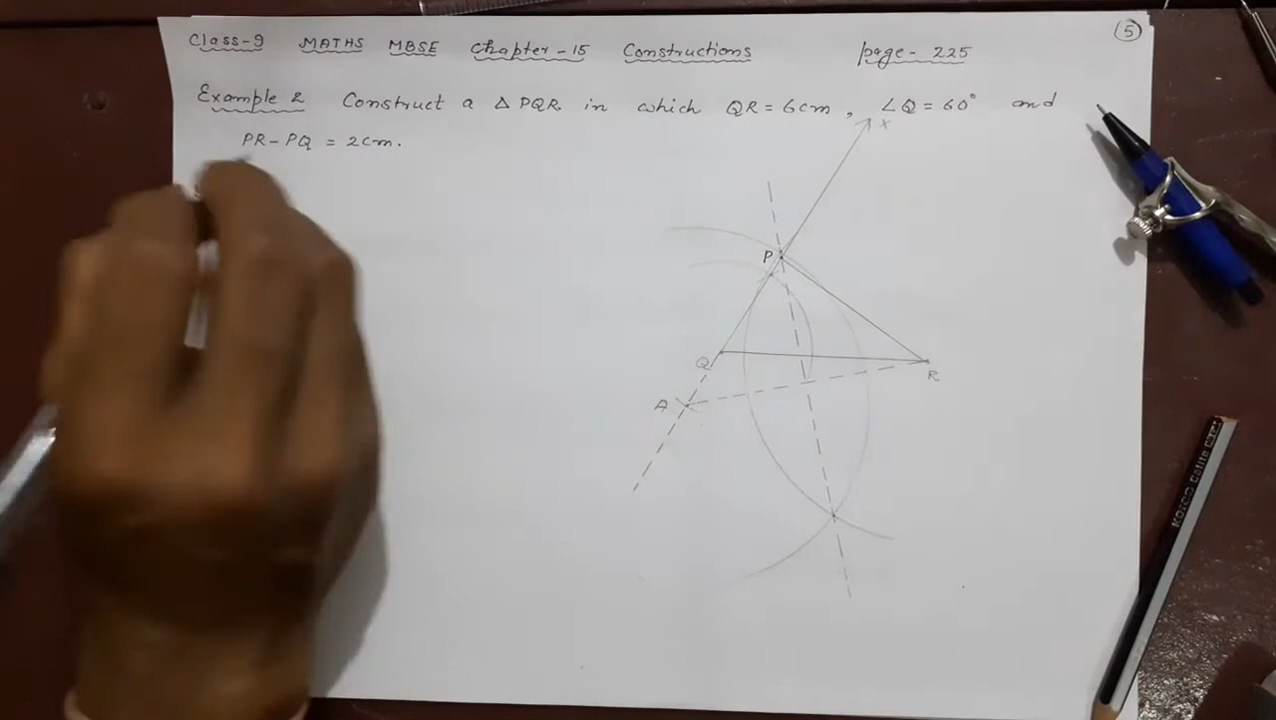 (5)
Class-9 MATHS MBSE Chapter-15 Constructions page- 225
Example 2 Construct a △ PQR in which QR = 6cm, ∠Q = 60° and
PR-PQ = 2cm.
X
P
Q
R
A